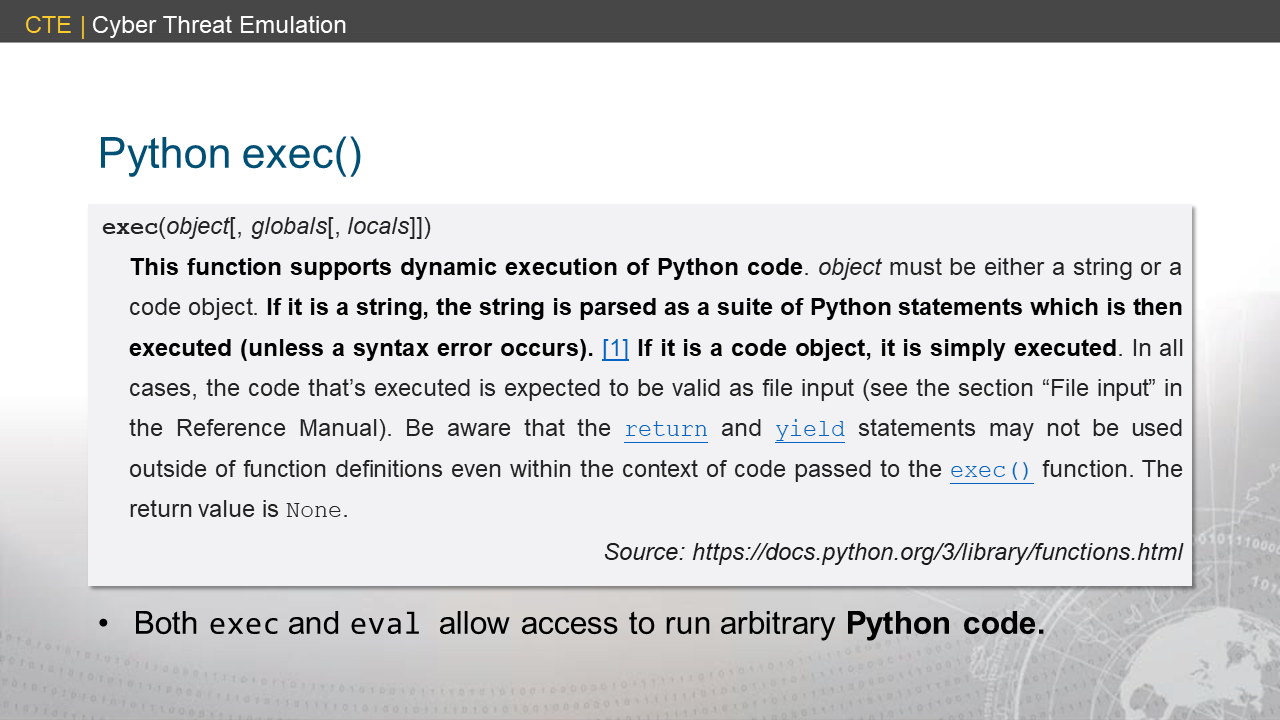 CTE | Cyber Threat Emulation
Python exec()
exec(object[, globals[, locals]])
This function supports dynamic execution of Python code. object must be either a string or a
code object. If it is a string, the string is parsed as a suite of Python statements which is then
executed (unless a syntax error occurs). [1] If it is a code object, it is simply executed. In all
cases, the code that’s executed is expected to be valid as file input (see the section “File input” in
the Reference Manual). Be aware that the return and yield statements may not be used
outside of function definitions even within the context of code passed to the exec() function. The
return value is None.
Source: https://docs.python.org/3/library/functions.html
• Both exec and eval allow access to run arbitrary Python code.